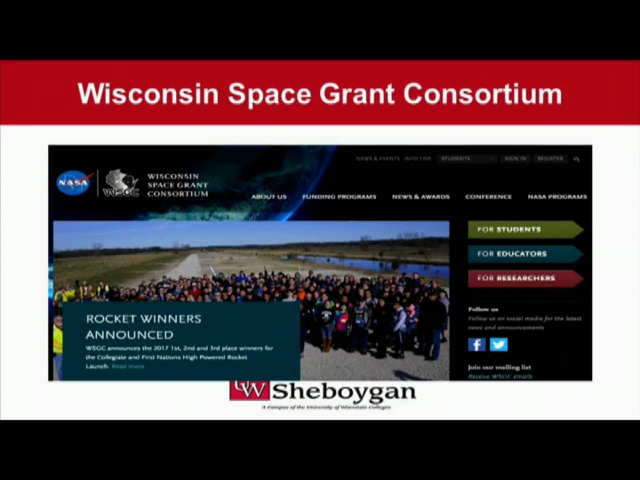 Wisconsin Space Grant Consortium
NEWS & EVENTS
STUDENTS
SIGN IN
REGISTER
NASA
WSGC
WISCONSIN
SPACE GRANT
CONSORTIUM
ABOUT US
FUNDING PROGRAMS
NEWS & AWARDS
CONFERENCE
NASA PROGRAMS
FOR STUDENTS
FOR EDUCATORS
FOR RESEARCHERS
ROCKET WINNERS
ANNOUNCED
WSGC announces the 2017 1st, 2nd and 3rd place winners for
the Collegiate and First Nations High Powered Rocket
Launch. Read more
Follow us
Follow us on social media for the latest
news and announcements
Join our mailing list
Receive WSGC emails
UW Sheboygan
A Campus of the University of Wisconsin Colleges